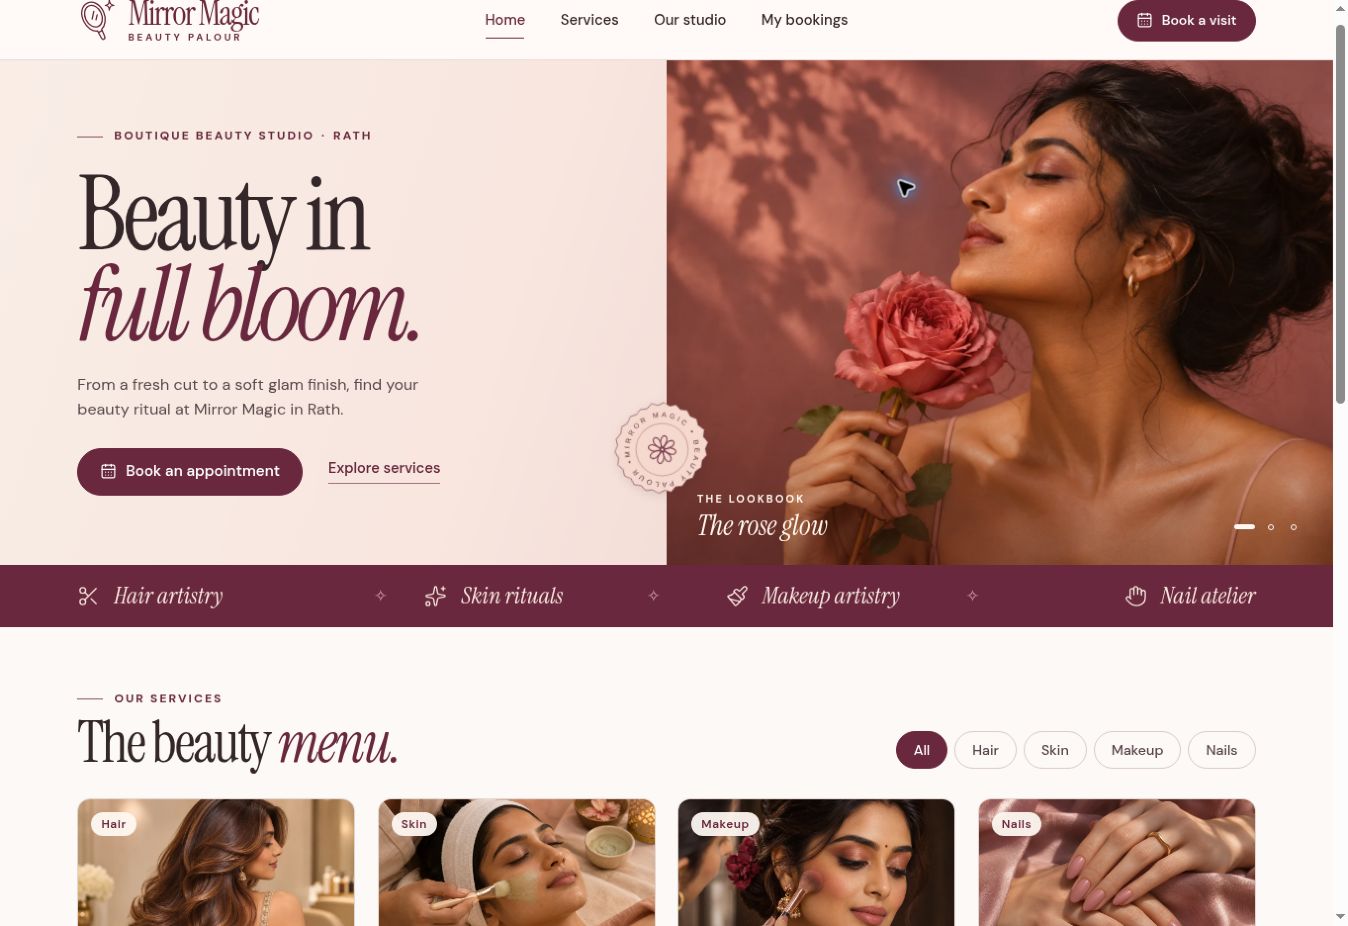 Mirror Magic
BEAUTY PALOUR
Home
Services
Our studio
My bookings
Book a visit
BOUTIQUE BEAUTY STUDIO · RATH
Beauty in
full bloom.
From a fresh cut to a soft glam finish, find your
beauty ritual at Mirror Magic in Rath.
Book an appointment
Explore services
MIRROR MAGIC • BEAUTY PALOUR •
THE LOOKBOOK
The rose glow
Hair artistry
Skin rituals
Makeup artistry
Nail atelier
OUR SERVICES
The beauty menu.
All
Hair
Skin
Makeup
Nails
Hair
Skin
Makeup
Nails